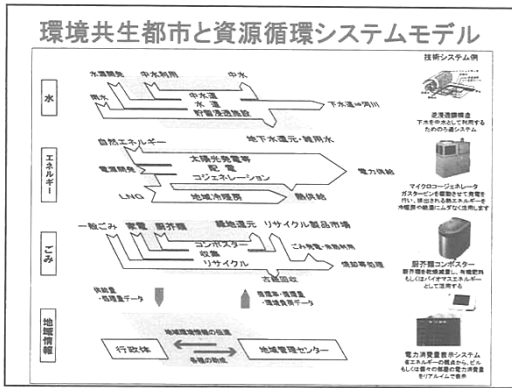 環境共生都市と資源循環システムモデル
技術システム例
水源開発
中水利用
中水
雨水
中水道
水 道
貯留浸透施設
下水道⇒河川
水
逆浸透膜構造
下水を中水として利用する
ためのろ過システム
自然エネルギー
地下水還元・雑用水
太陽光発電等
配 電
コジェネレーション
電源開発
電力供給
LNG
地域冷暖房
熱供給
エネルギー
マイクロコージェネレータ
ガスタービンを駆動させて発電を
行い、排出される熱エネルギーを
冷暖房や給湯にムダなく活用します
一般ごみ
家電
厨芥類
緑地還元
リサイクル製品市場
コンポスター
収集
リサイクル
ごみ発電・余熱利用
焼却等処理
古紙回収
ごみ
厨芥類コンポスター
厨芥類を乾燥減量し、有機肥料
もしくはバイオマスエネルギー
として活用する
供給量
・処理量データ
循環率・循環量
・環境負荷データ
地域情報
地域環境情報の伝達
行政体
地域管理センター
各種の助成
電力消費量表示システム
省エネルギーの視点から、ビル
もしくは個々の部屋の電力消費量
をリアルタイムで表示